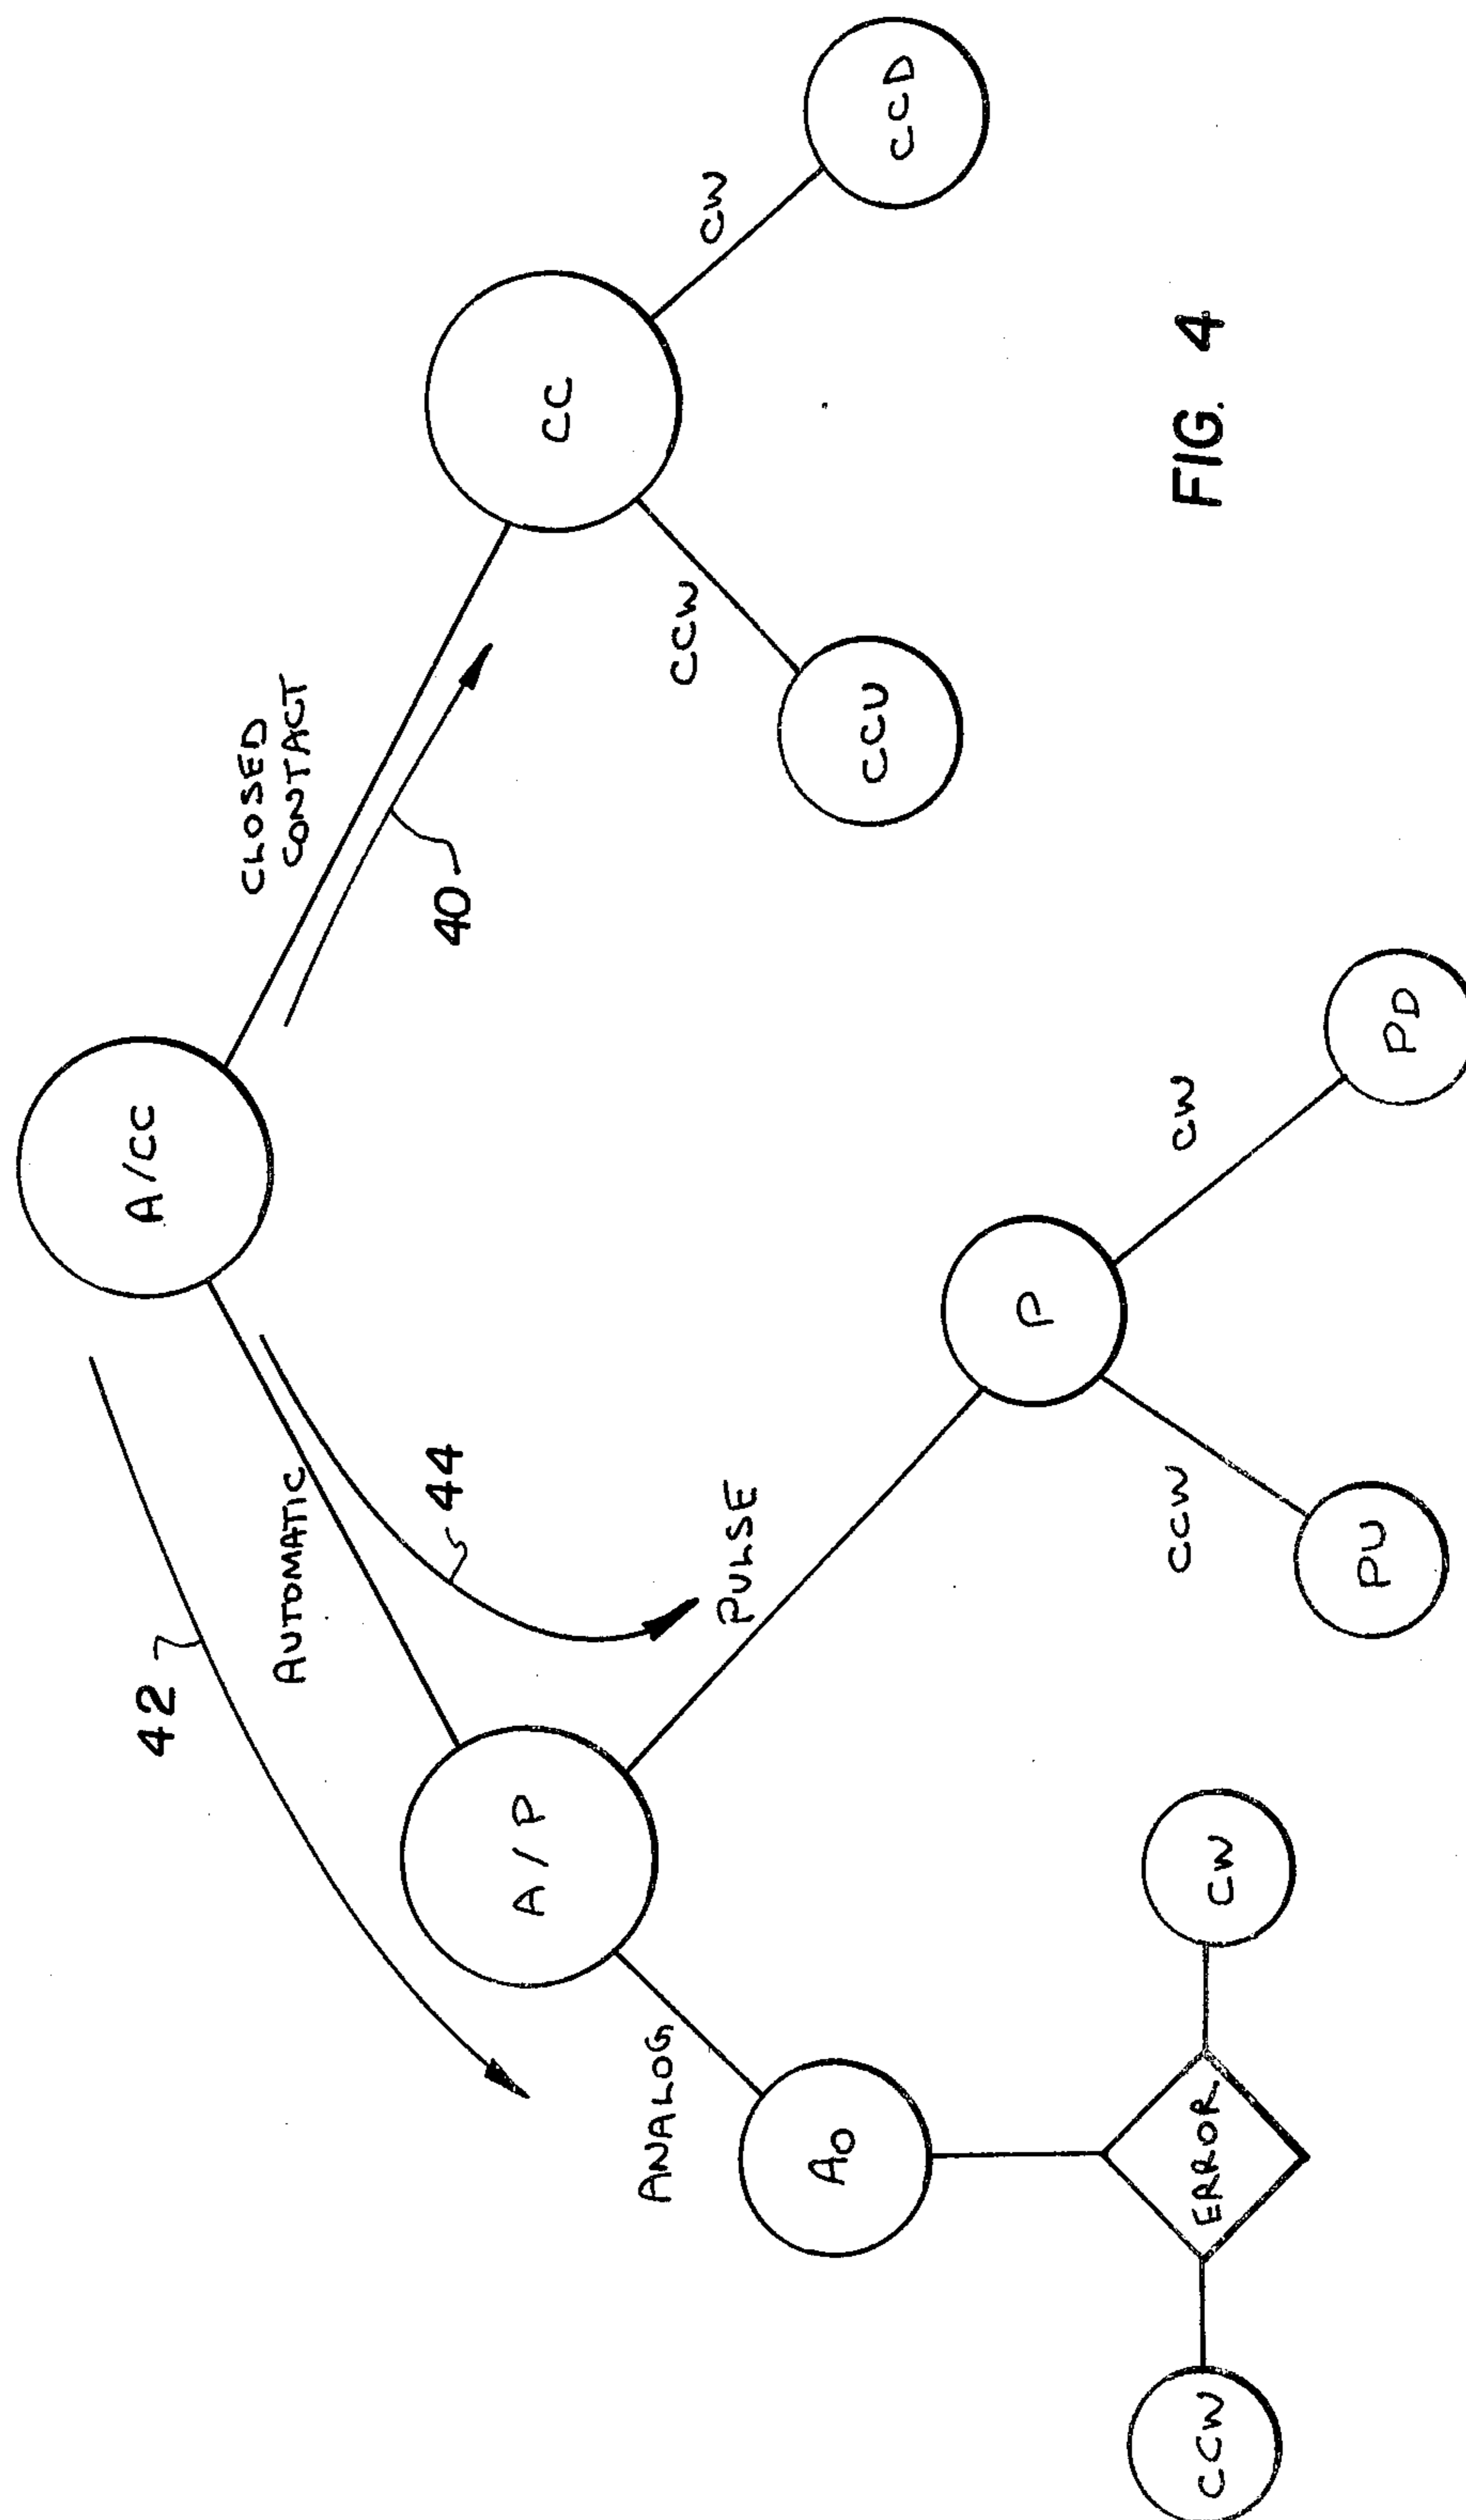 A/CC
42
AUTOMATIC
44
CLOSED
CONTACT
40
A/P
CC
ANALOG
PULSE
CCW
CW
AO
P
CCU
CCD
CCW
ERROR
CW
CCW
CW
PU
PD
FIG. 4